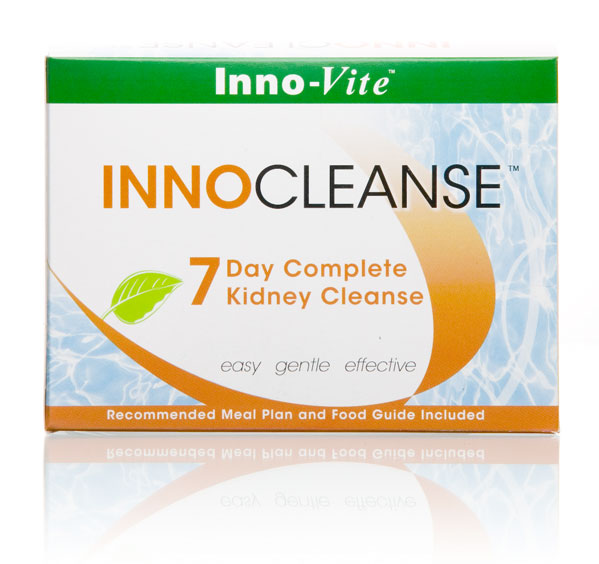 Inno-Vite™
INNOCLEANSE™
7 Day Complete
Kidney Cleanse
easy gentle effective
Recommended Meal Plan and Food Guide Included